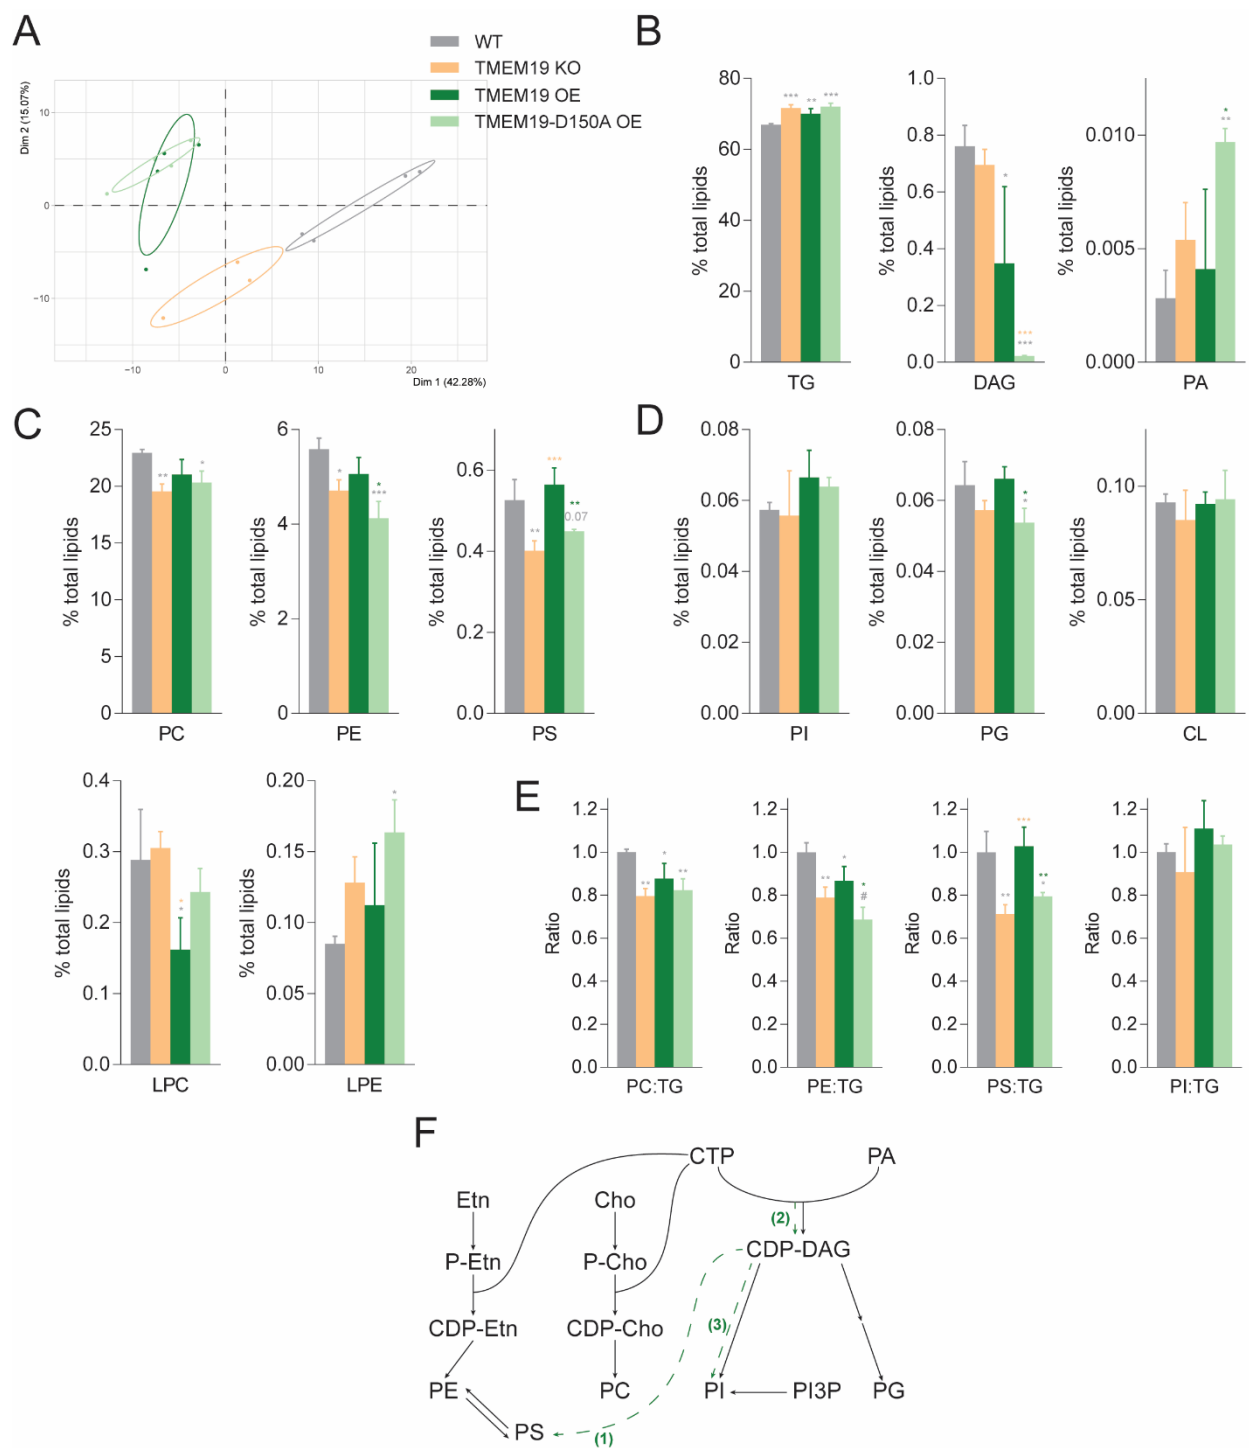 A
WT
TMEM19 KO
TMEM19 OE
TMEM19-D150A OE
Dim 2 (15.07%)
10
0
−10
−10
0
10
20
Dim 1 (42.28%)
B
% total lipids
80
60
40
20
0
***
**
***
TG
% total lipids
1.0
0.8
0.6
0.4
0.2
0.0
*
***
***
DAG
% total lipids
0.010
0.005
0.000
*
**
PA
C
% total lipids
25
20
15
10
5
0
**
*
PC
% total lipids
6
4
2
0
*
*
***
PE
% total lipids
0.6
0.4
0.2
0.0
**
***
**
0.07
PS
% total lipids
0.4
0.3
0.2
0.1
0.0
*
*
LPC
% total lipids
0.20
0.15
0.10
0.05
0.00
*
LPE
D
% total lipids
0.08
0.06
0.04
0.02
0.00
PI
% total lipids
0.08
0.06
0.04
0.02
0.00
*
*
PG
% total lipids
0.10
0.05
0.00
CL
E
Ratio
1.2
1.0
0.8
0.6
0.4
0.2
0.0
**
*
**
PC:TG
Ratio
1.2
1.0
0.8
0.6
0.4
0.2
0.0
**
*
*
#
PE:TG
Ratio
1.2
1.0
0.8
0.6
0.4
0.2
0.0
**
***
**
*
PS:TG
Ratio
1.2
1.0
0.8
0.6
0.4
0.2
0.0
PI:TG
F
CTP PA
Etn Cho
(2)
P-Etn P-Cho CDP-DAG
CDP-Etn CDP-Cho (3)
PE PC PI PI3P PG
PS (1)